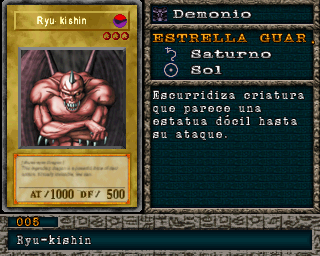 Ryu-kishin
AT/1000 DF/ 500
Demonio
ESTRELLA GUAR.
Saturno
Sol
Escurridiza criatura
que parece una
estatua dócil hasta
su ataque.
005
Ryu-kishin